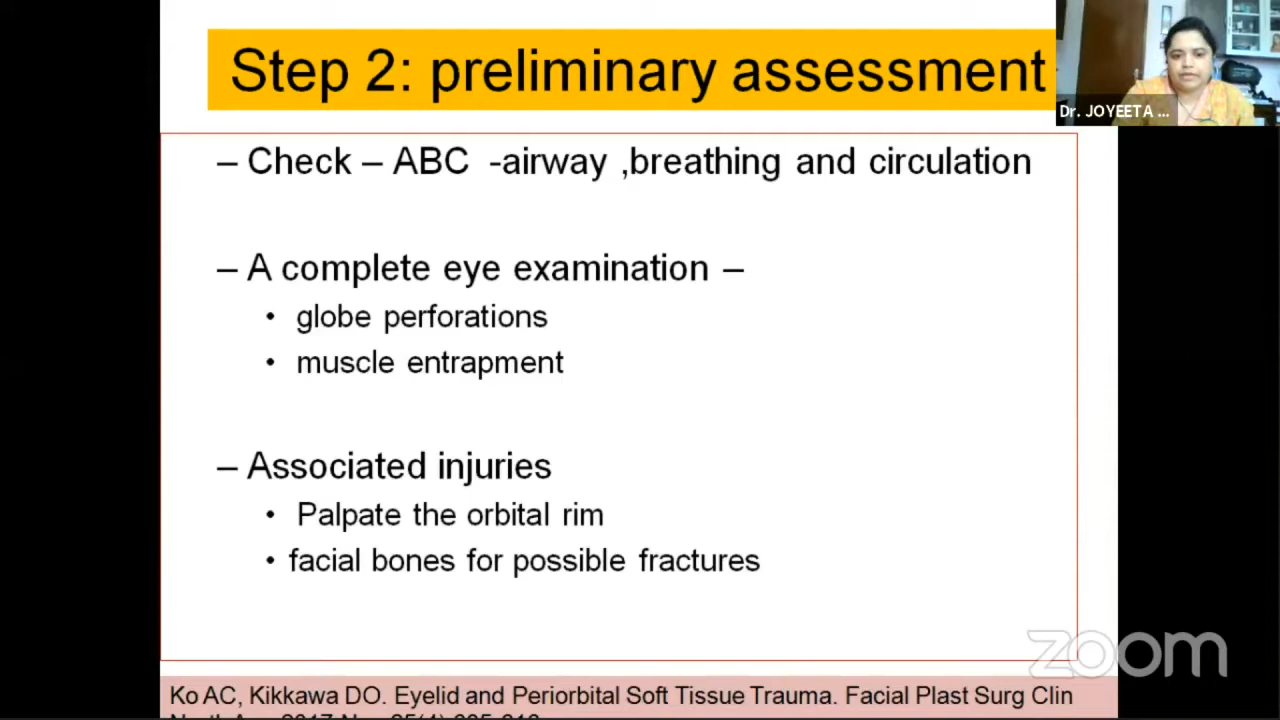 Step 2: preliminary assessment
Dr. JOYEETA ...
– Check – ABC -airway ,breathing and circulation
– A complete eye examination –
• globe perforations
• muscle entrapment
– Associated injuries
• Palpate the orbital rim
• facial bones for possible fractures
zoom
Ko AC, Kikkawa DO. Eyelid and Periorbital Soft Tissue Trauma. Facial Plast Surg Clin